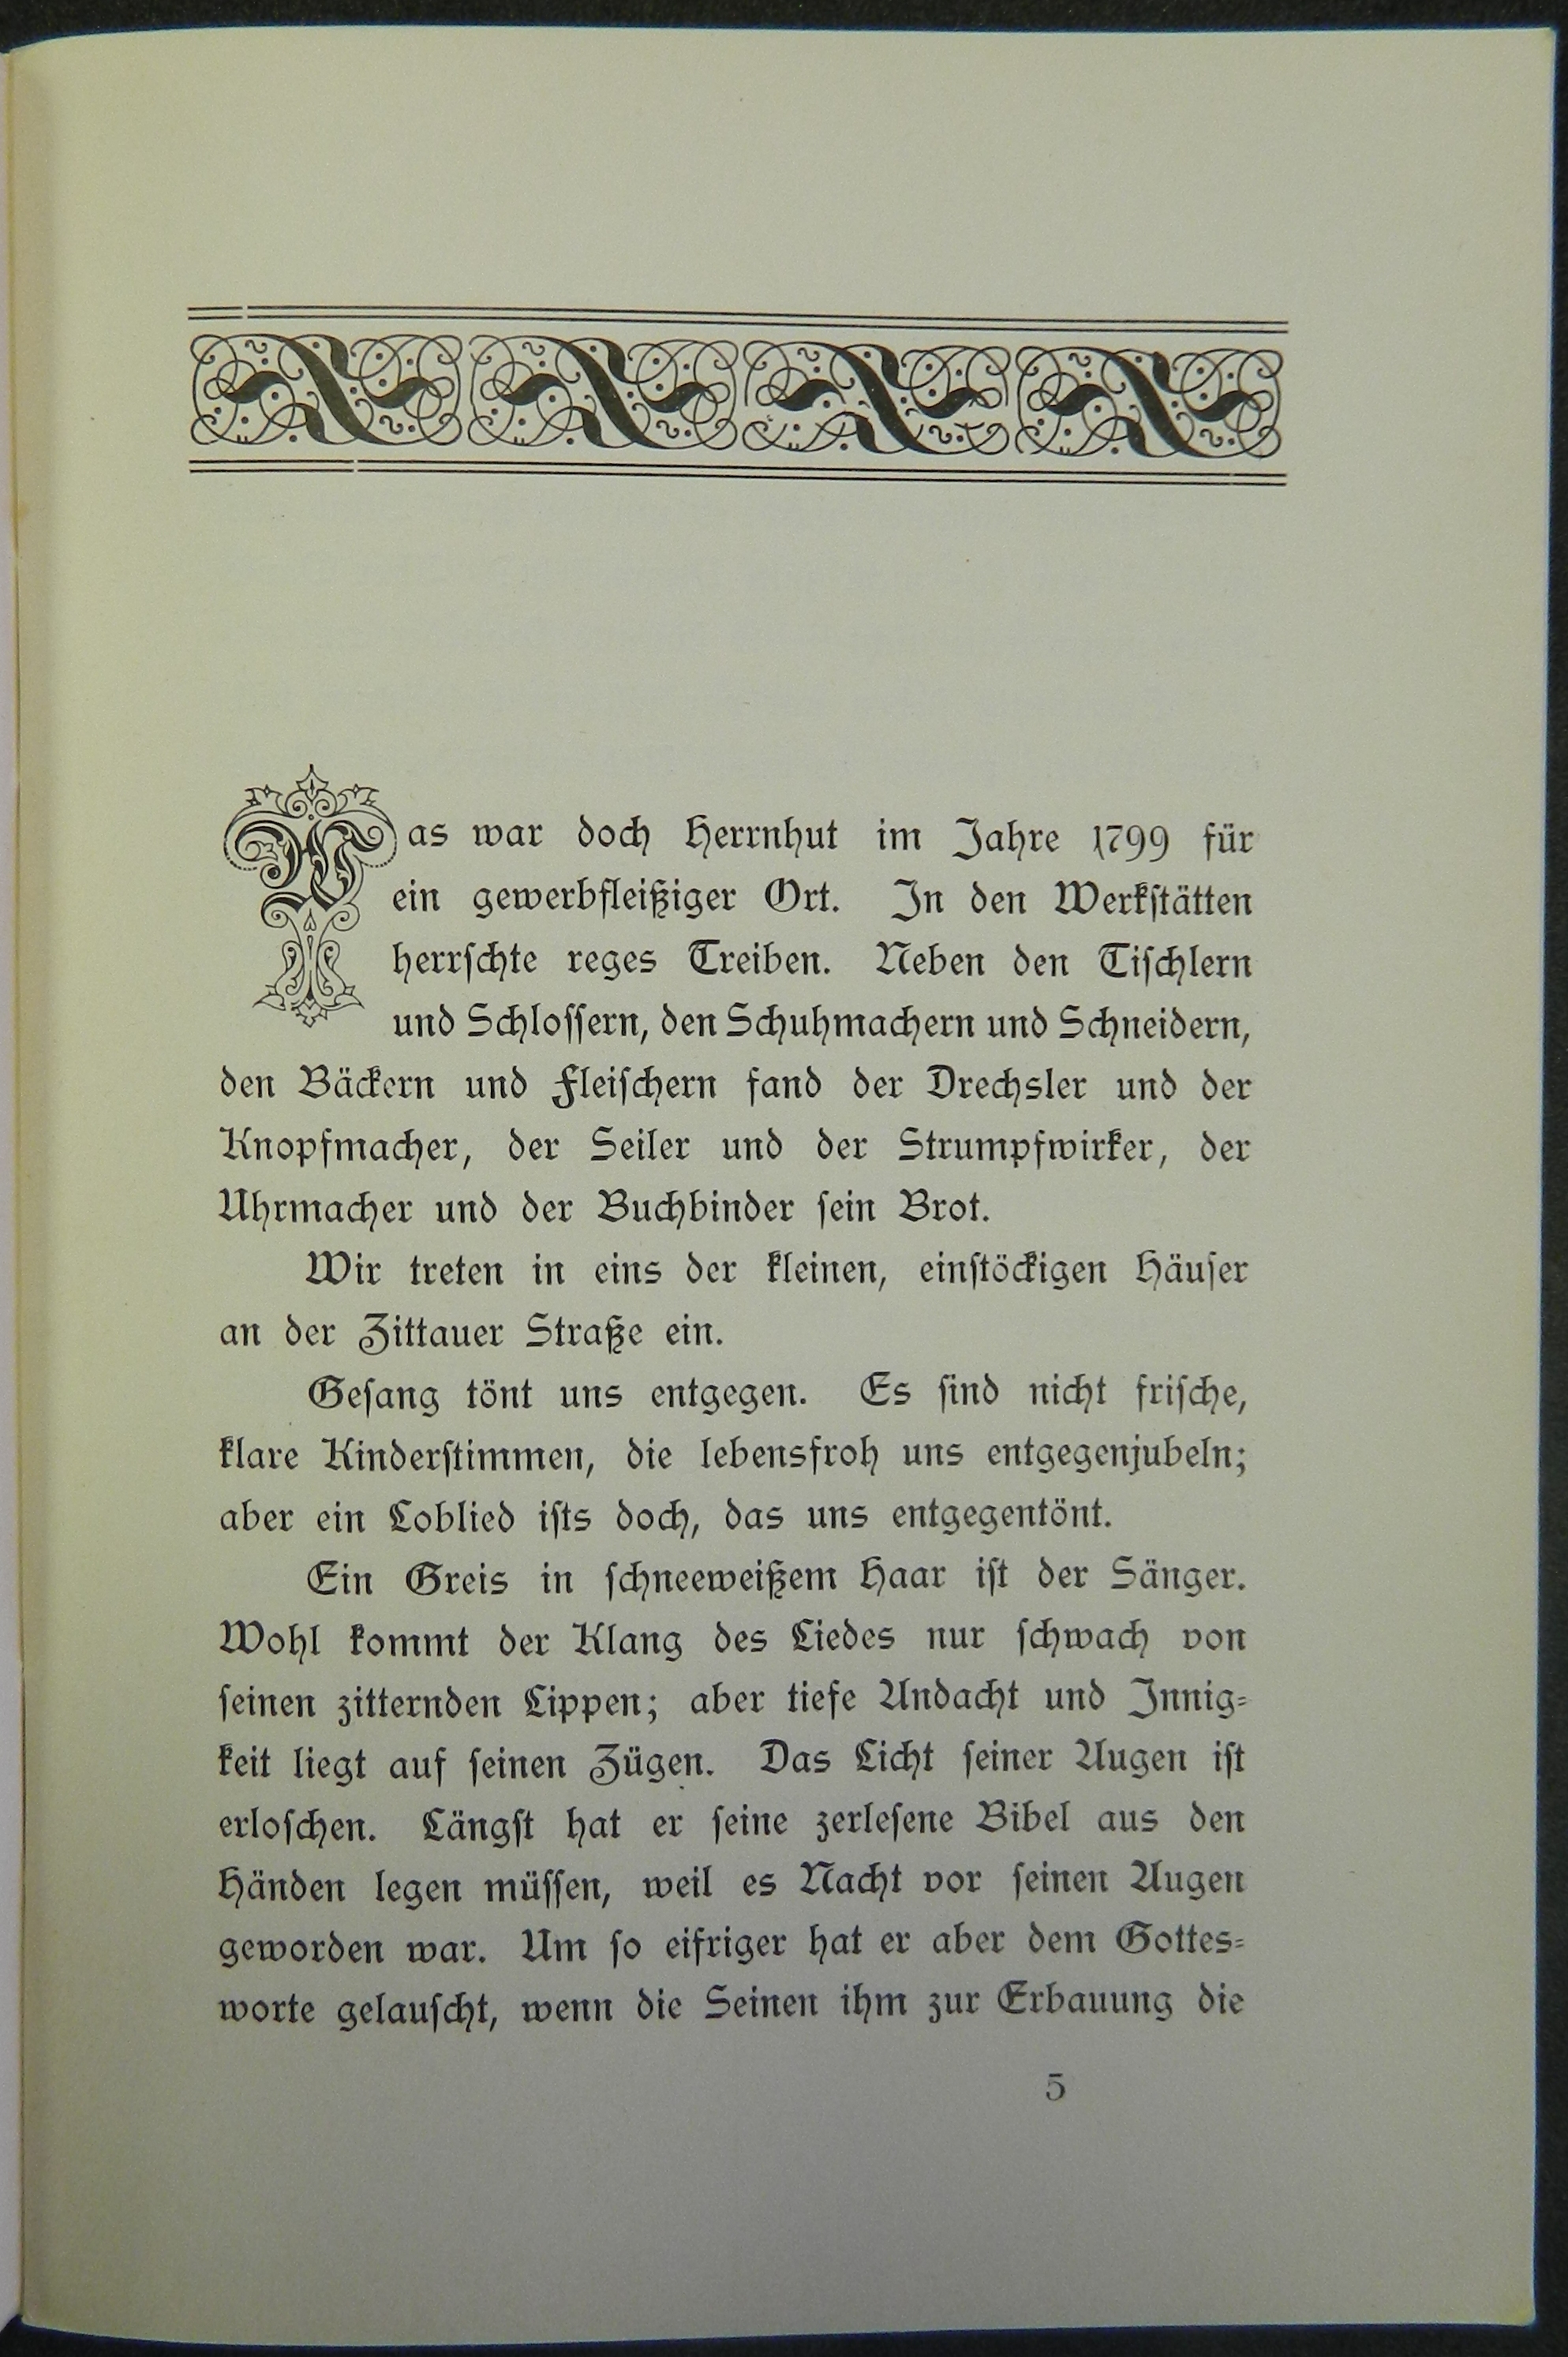 Was war doch Herrnhut im Jahre 1799 für
ein gewerbfleißiger Ort. In den Werkſtätten
herrſchte reges Treiben. Neben den Tiſchlern
und Schloſſern, den Schuhmachern und Schneidern,
den Bäckern und Fleiſchern fand der Drechsler und der
Knopfmacher, der Seiler und der Strumpfwirker, der
Uhrmacher und der Buchbinder ſein Brot.
Wir treten in eins der kleinen, einſtöckigen Häuſer
an der Zittauer Straße ein.
Geſang tönt uns entgegen. Es ſind nicht friſche,
klare Kinderſtimmen, die lebensfroh uns entgegenjubeln;
aber ein Loblied iſts doch, das uns entgegentönt.
Ein Greis in ſchneeweißem Haar iſt der Sänger.
Wohl kommt der Klang des Liedes nur ſchwach von
ſeinen zitternden Lippen; aber tiefe Andacht und Innig⸗
keit liegt auf ſeinen Zügen. Das Licht ſeiner Augen iſt
erloſchen. Längſt hat er ſeine zerleſene Bibel aus den
Händen legen müſſen, weil es Nacht vor ſeinen Augen
geworden war. Um ſo eifriger hat er aber dem Gottes⸗
worte gelauſcht, wenn die Seinen ihm zur Erbauung die
5